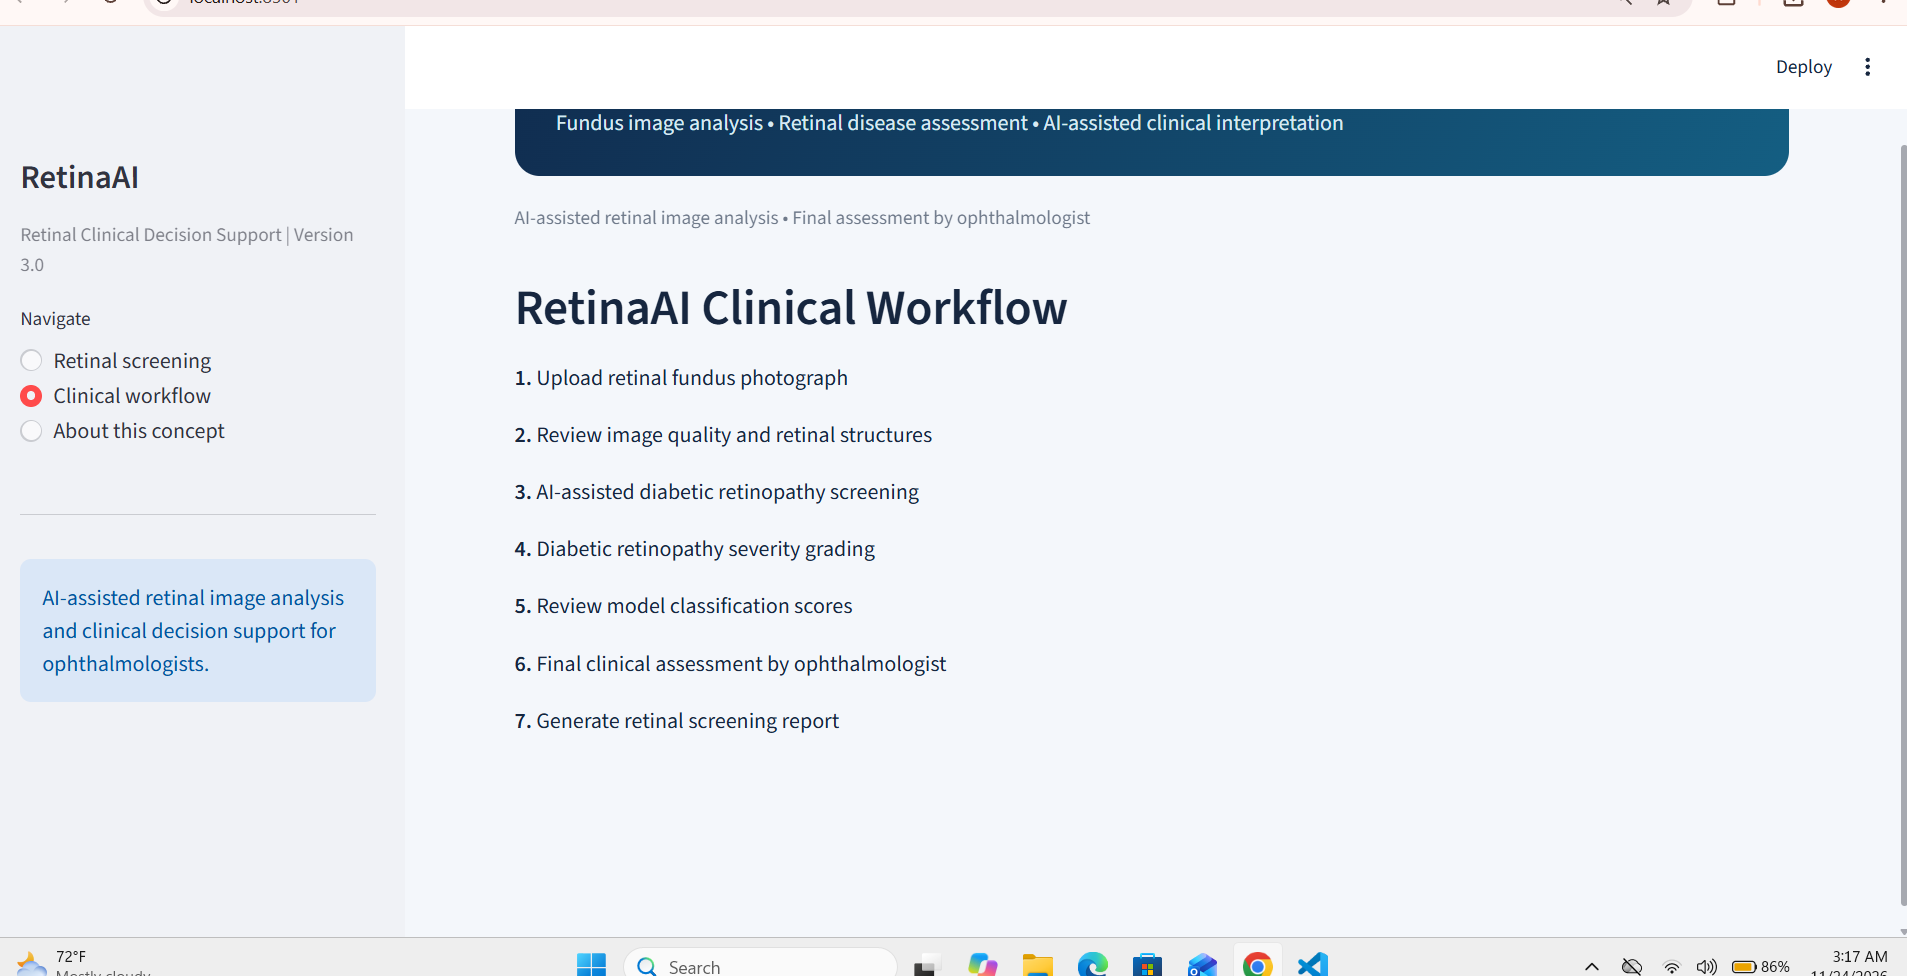 Deploy
RetinaAI
Retinal Clinical Decision Support | Version
3.0
Navigate
Retinal screening
Clinical workflow
About this concept
AI-assisted retinal image analysis
and clinical decision support for
ophthalmologists.
Fundus image analysis • Retinal disease assessment • AI-assisted clinical interpretation
AI-assisted retinal image analysis • Final assessment by ophthalmologist
RetinaAI Clinical Workflow
1. Upload retinal fundus photograph
2. Review image quality and retinal structures
3. AI-assisted diabetic retinopathy screening
4. Diabetic retinopathy severity grading
5. Review model classification scores
6. Final clinical assessment by ophthalmologist
7. Generate retinal screening report
72°F
Mostly cloudy
Search
86%
3:17 AM